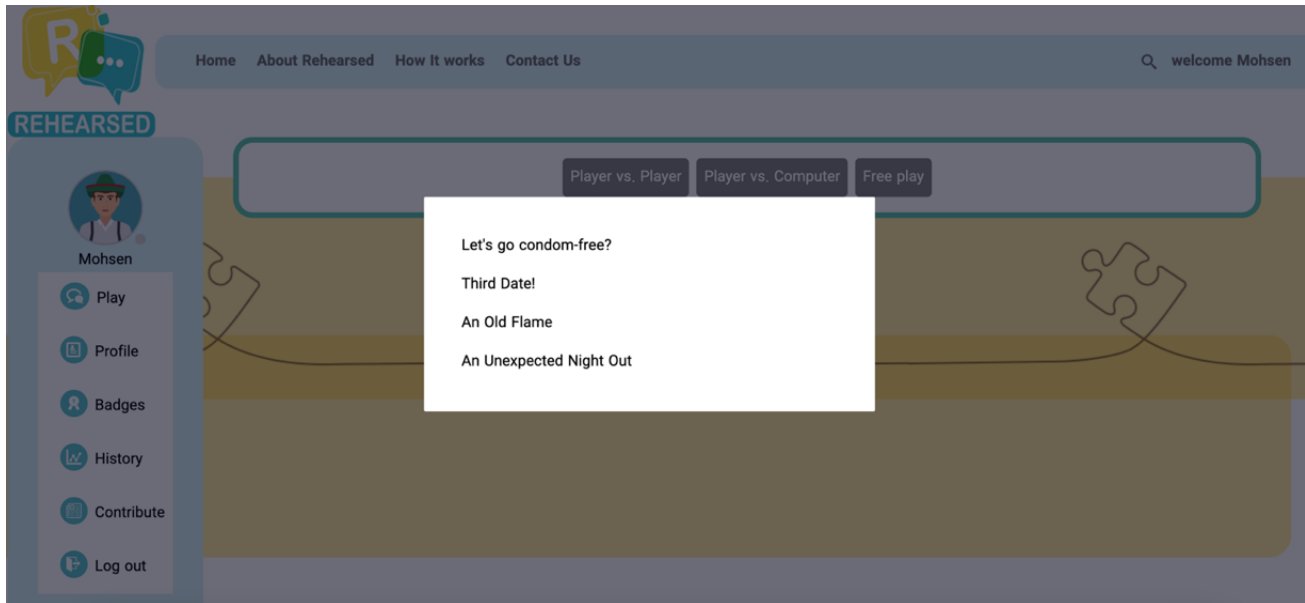 R
REHEARSED
Home About Rehearsed How It works Contact Us welcome Mohsen
Mohsen
Play
Profile
Badges
History
Contribute
Log out
Player vs. Player Player vs. Computer Free play
Let's go condom-free?
Third Date!
An Old Flame
An Unexpected Night Out